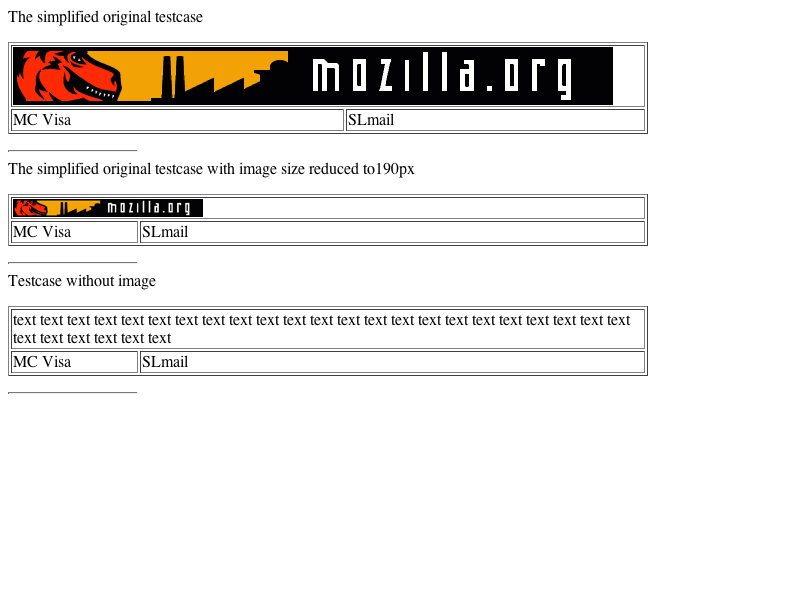 The simplified original testcase
mozilla.org
MC Visa SLmail
The simplified original testcase with image size reduced to190px
mozilla.org
MC Visa SLmail
Testcase without image
text text text text text text text text text text text text text text text text text text text text text text text
text text text text text text
MC Visa SLmail